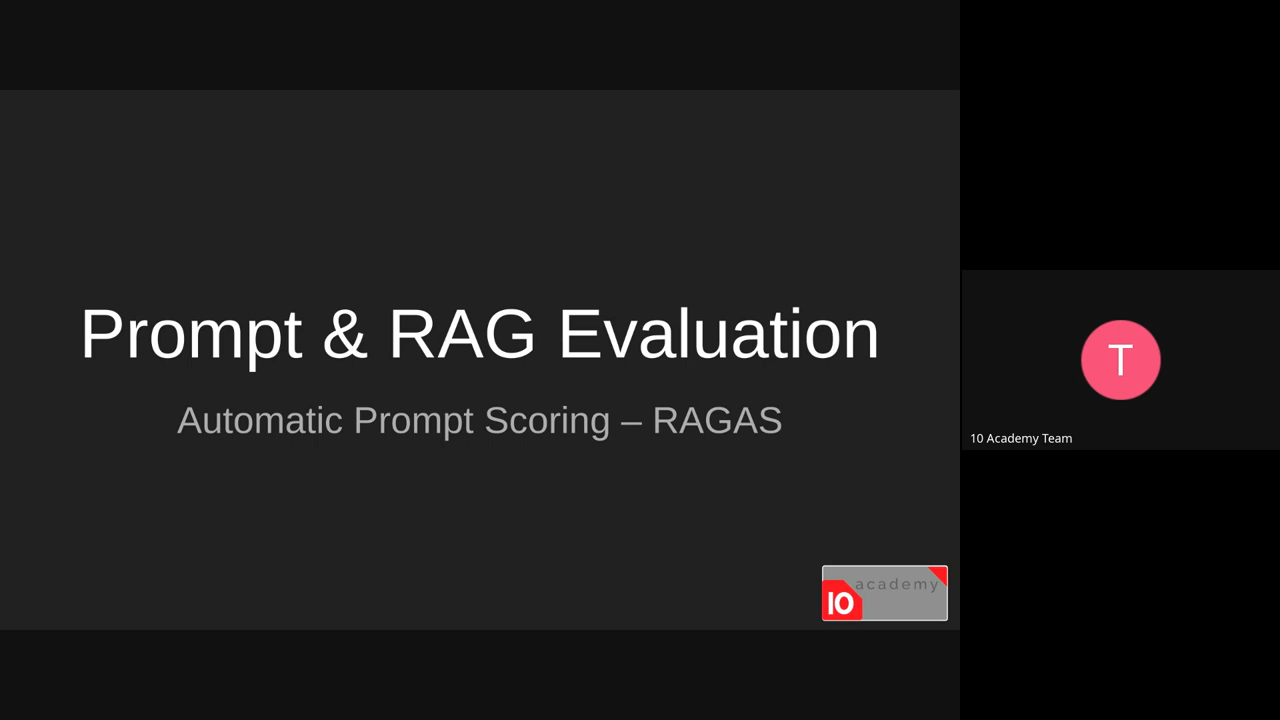 Prompt & RAG Evaluation
Automatic Prompt Scoring – RAGAS
academy
10
T
10 Academy Team